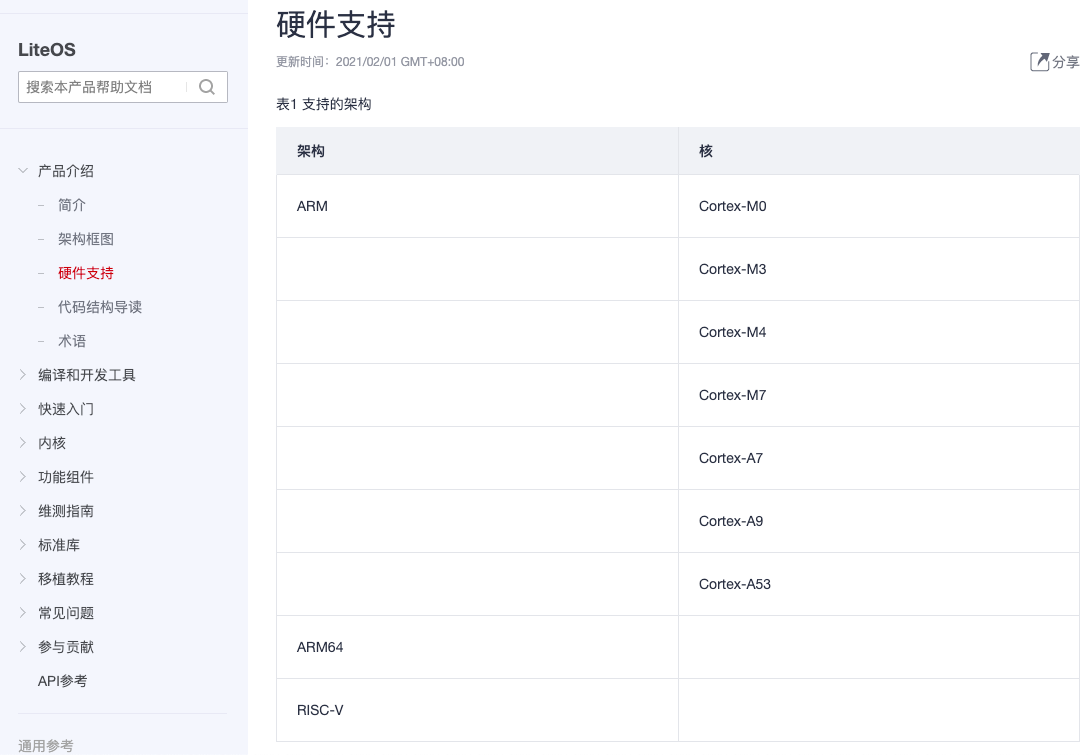 LiteOS
搜索本产品帮助文档
产品介绍
简介
架构框图
硬件支持
代码结构导读
术语
编译和开发工具
快速入门
内核
功能组件
维测指南
标准库
移植教程
常见问题
参与贡献
API参考
通用参考
硬件支持
更新时间：2021/02/01 GMT+08:00
分享
表1 支持的架构
架构 核
ARM Cortex-M0
Cortex-M3
Cortex-M4
Cortex-M7
Cortex-A7
Cortex-A9
Cortex-A53
ARM64
RISC-V